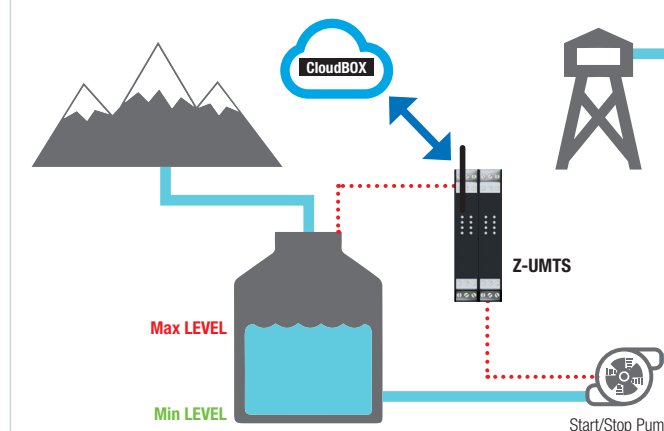 CloudBOX
Z-UMTS
Max LEVEL
Min LEVEL
Start/Stop Pum